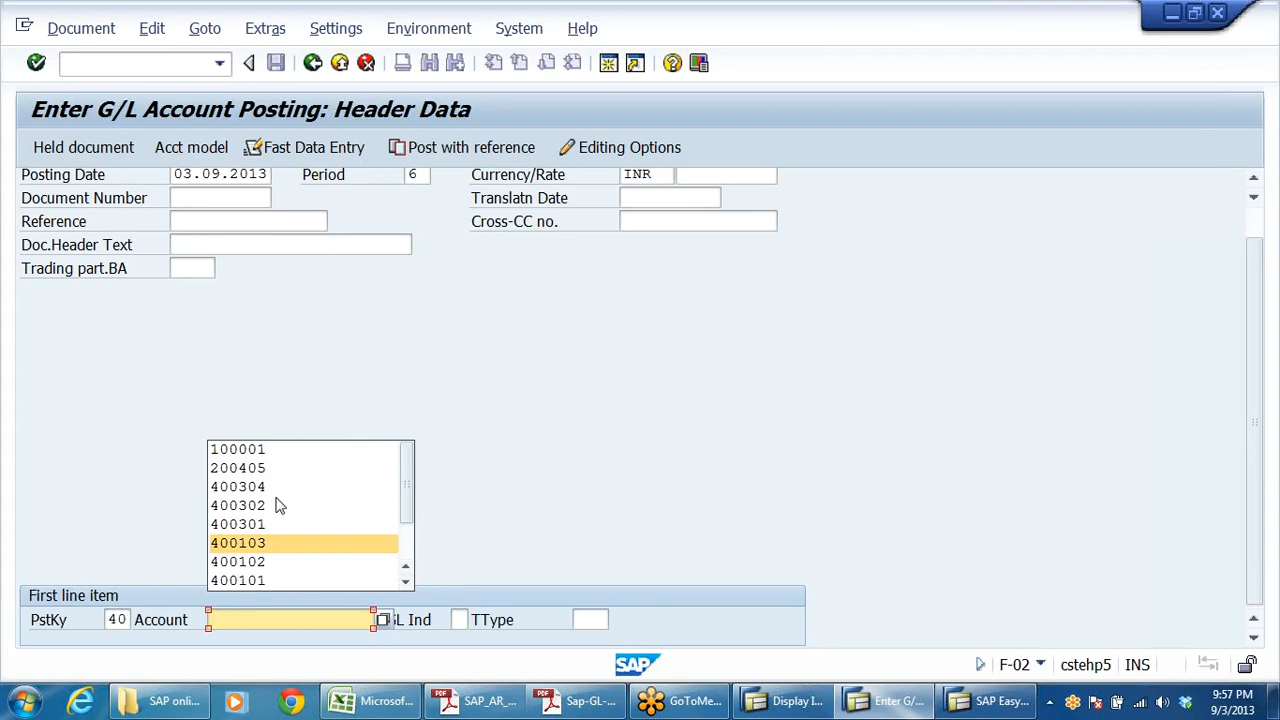 Document Edit Goto Extras Settings Environment System Help
Enter G/L Account Posting: Header Data
Held document Acct model Fast Data Entry Post with reference Editing Options
Posting Date 03.09.2013 Period 6 Currency/Rate INR
Document Number Translatn Date
Reference Cross-CC no.
Doc.Header Text
Trading part.BA
100001
200405
400304
400302
400301
400103
400102
400101
First line item
PstKy 40 Account GL Ind TType
SAP F-02 cstehp5 INS
SAP onlin... Microsof... SAP_AR_... Sap-GL-... GoToMe... Display I... Enter G/... SAP Easy... 9:57 PM
9/3/2013